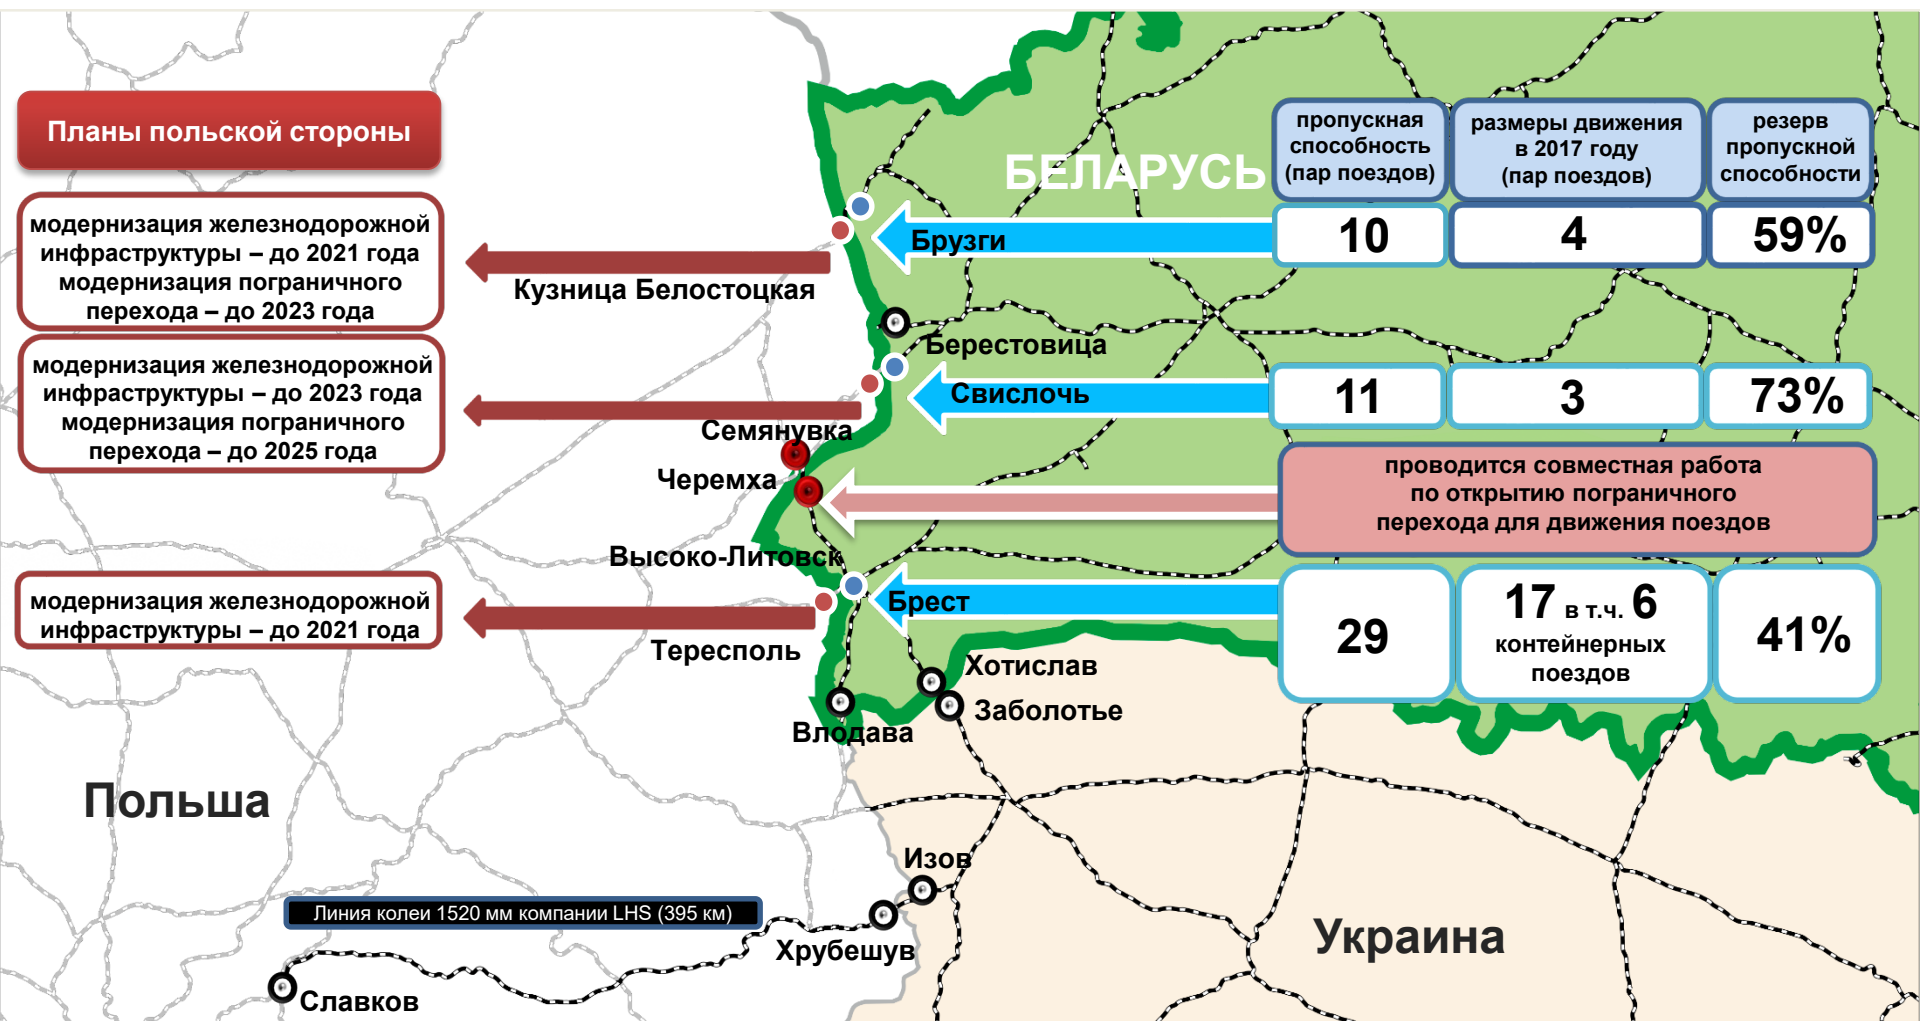 Планы польской стороны
модернизация железнодорожной
инфраструктуры – до 2021 года
модернизация пограничного
перехода – до 2023 года
модернизация железнодорожной
инфраструктуры – до 2023 года
модернизация пограничного
перехода – до 2025 года
модернизация железнодорожной
инфраструктуры – до 2021 года
БЕЛАРУСЬ
пропускная
способность
(пар поездов)
размеры движения
в 2017 году
(пар поездов)
резерв
пропускной
способности
Брузги
10
4
59%
Кузница Белостоцкая
Берестовица
Свислочь
11
3
73%
Семянувка
Черемха
проводится совместная работа
по открытию пограничного
перехода для движения поездов
Высоко-Литовск
Брест
29
17 в т.ч. 6
контейнерных
поездов
41%
Тересполь
Хотислав
Заболотье
Влодава
Польша
Изов
Линия колеи 1520 мм компании LHS (395 км)
Хрубешув
Украина
Славков